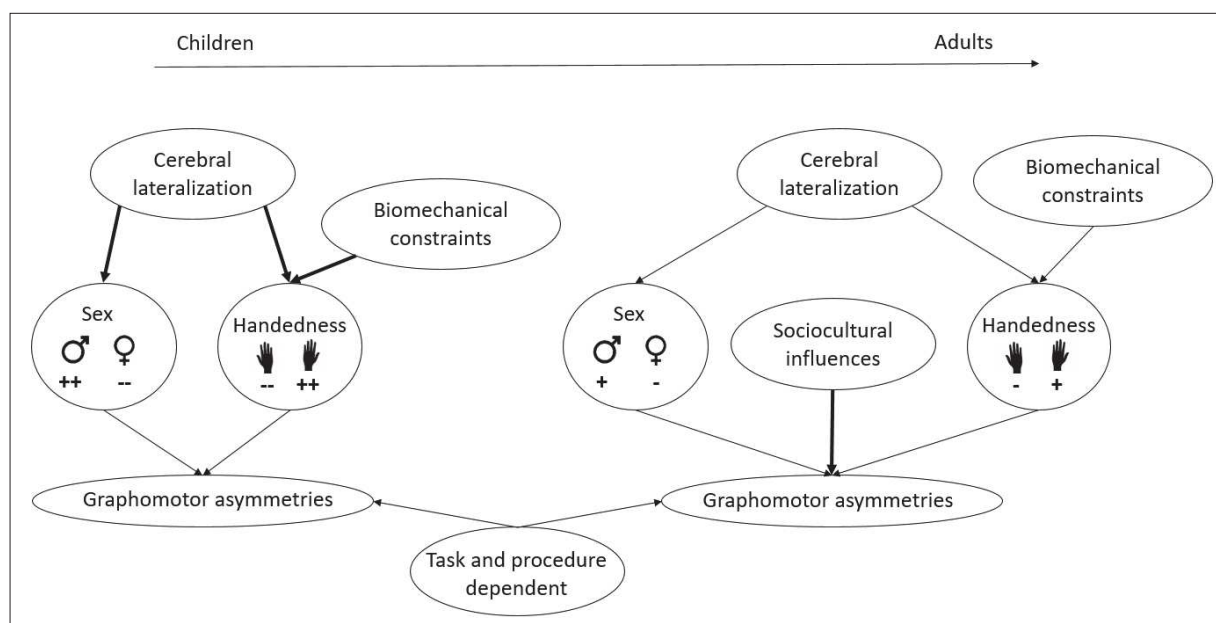 Children
Adults
Cerebral
lateralization
Biomechanical
constraints
Sex
++ --
Handedness
-- ++
Graphomotor asymmetries
Cerebral
lateralization
Biomechanical
constraints
Sex
+ -
Sociocultural
influences
Handedness
- +
Graphomotor asymmetries
Task and procedure
dependent